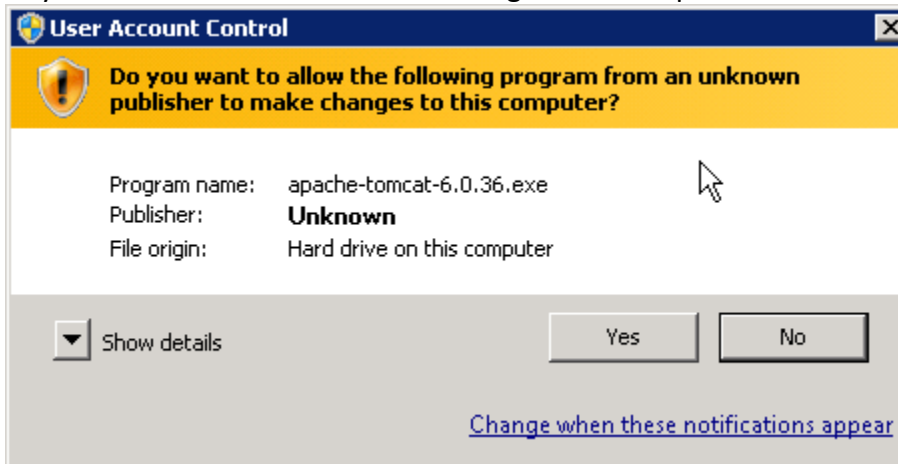 User Account Control
Do you want to allow the following program from an unknown
publisher to make changes to this computer?
Program name: apache-tomcat-6.0.36.exe
Publisher: Unknown
File origin: Hard drive on this computer
Show details
Yes
No
Change when these notifications appear